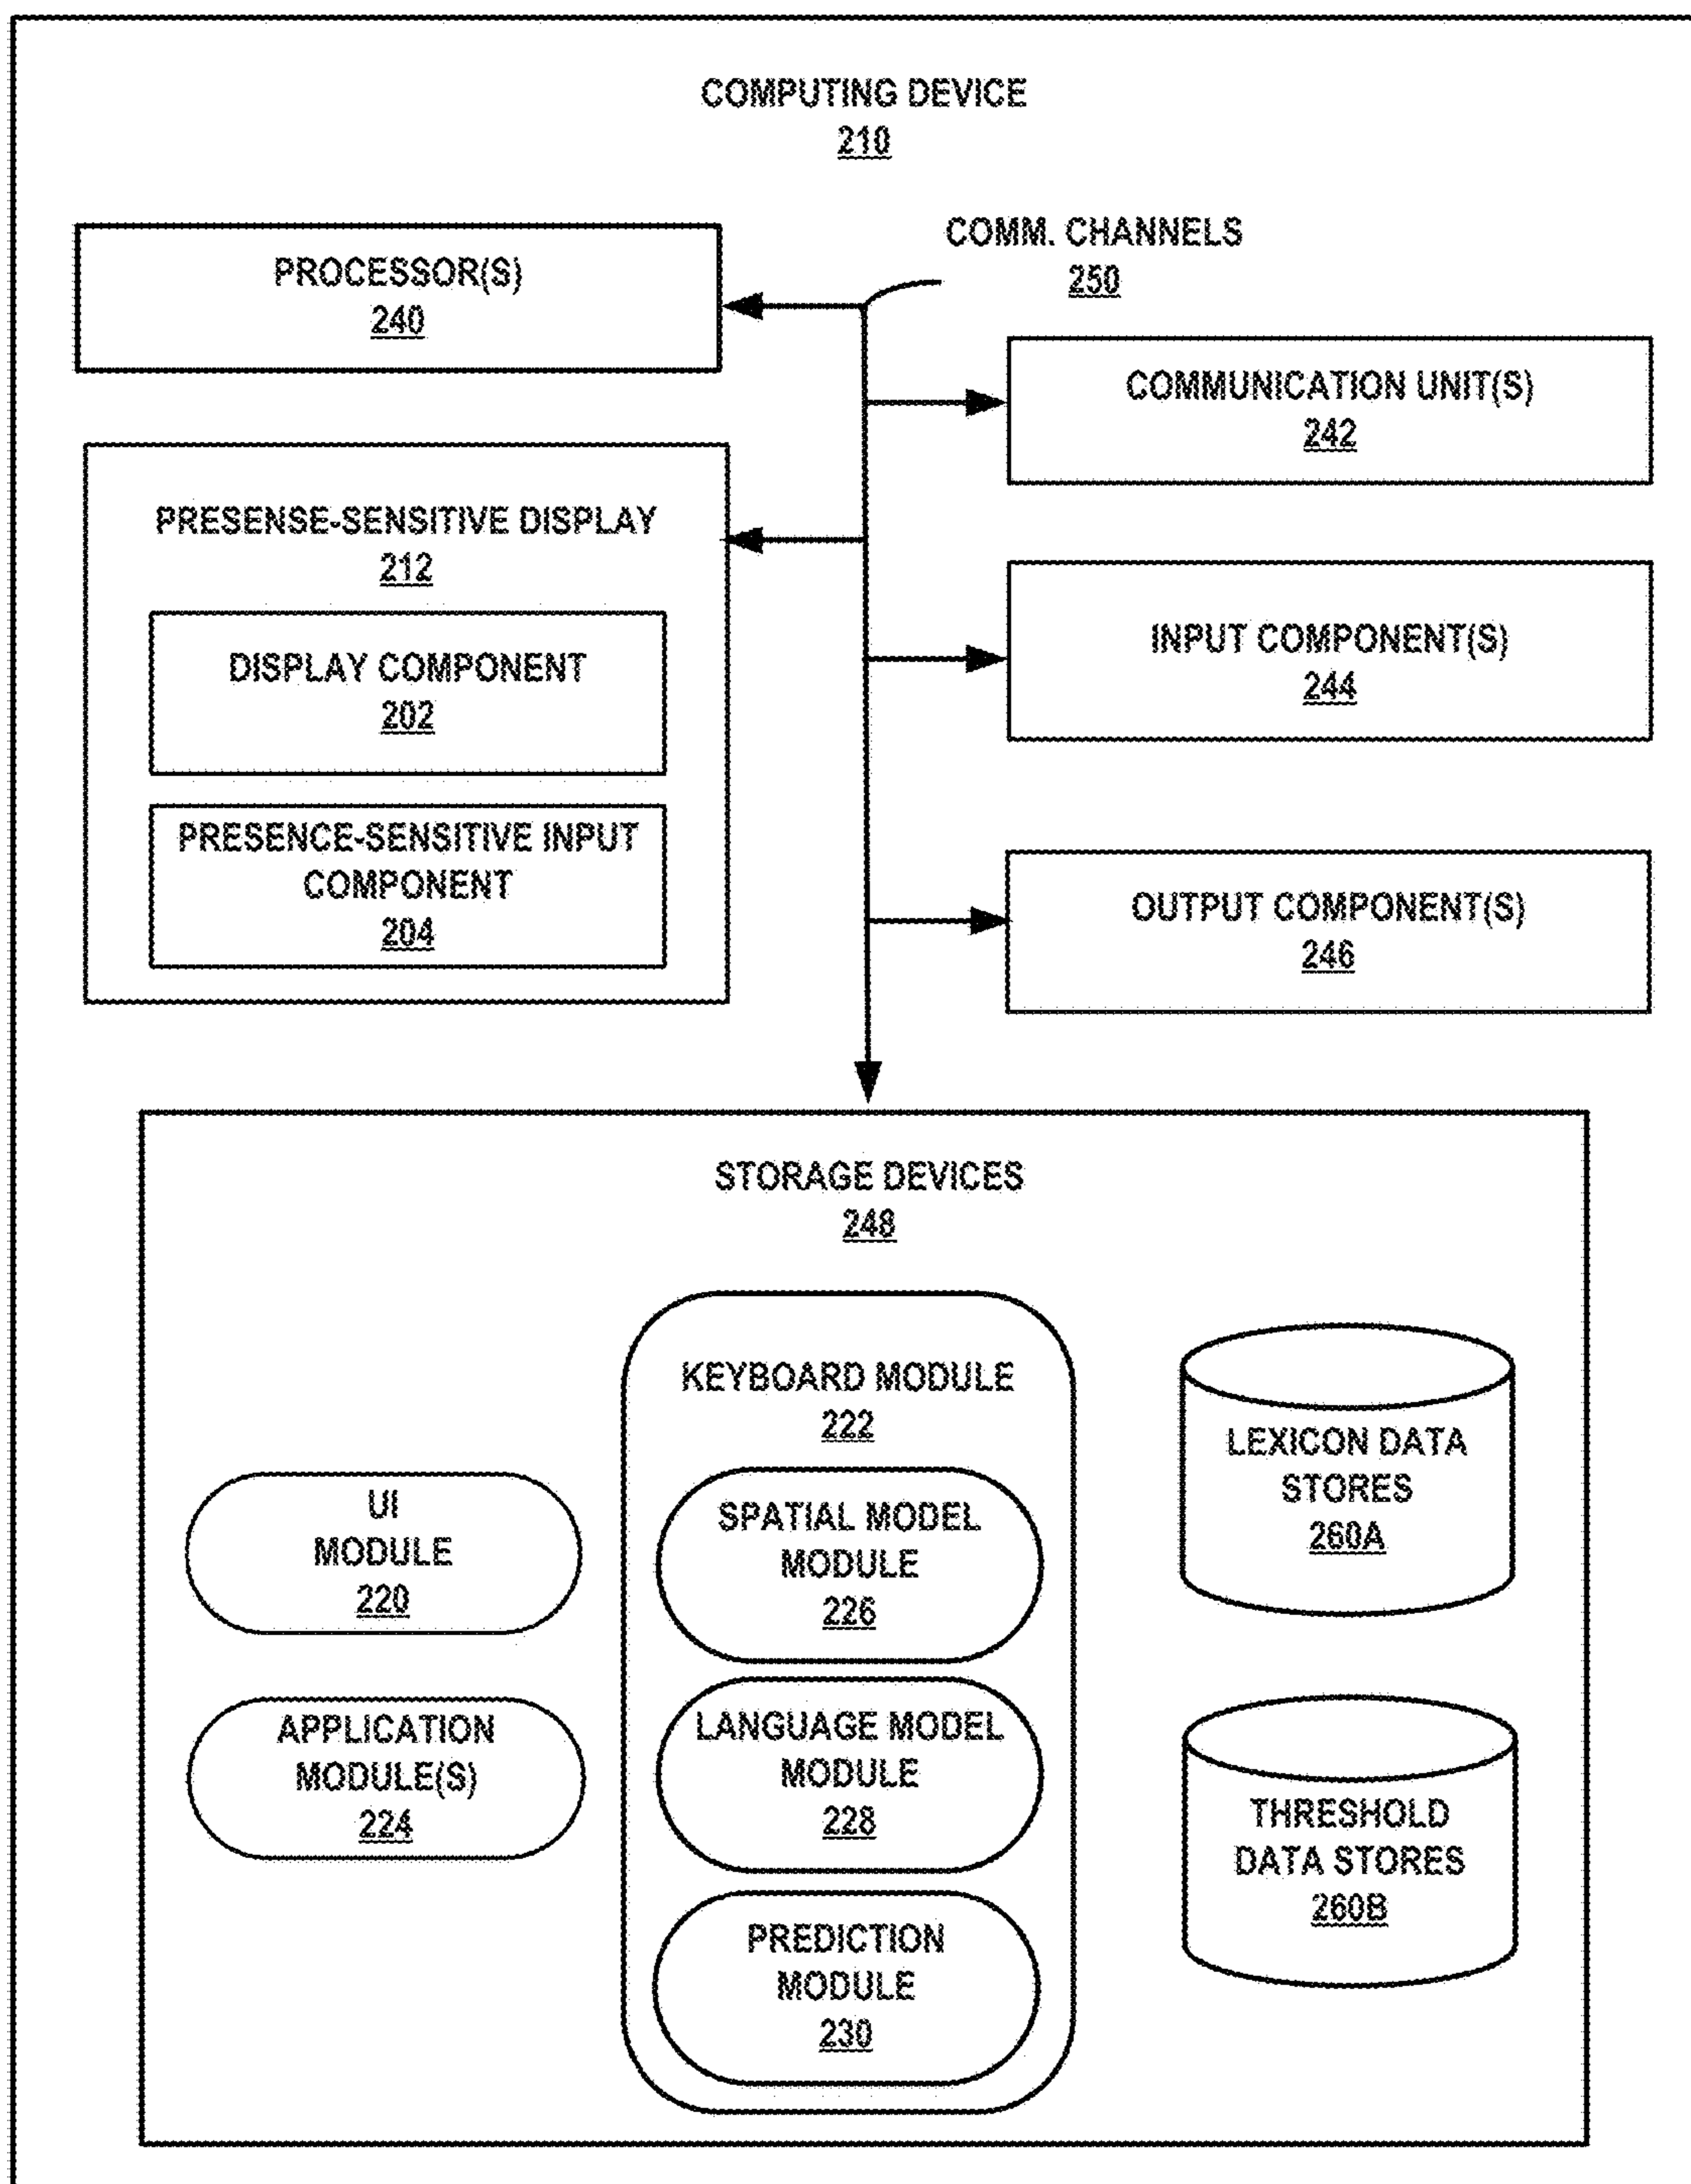 COMPUTING DEVICE
210
COMM. CHANNELS
250
PROCESSOR(S)
240
COMMUNICATION UNIT(S)
242
PRESENSE-SENSITIVE DISPLAY
212
DISPLAY COMPONENT
202
PRESENCE-SENSITIVE INPUT
COMPONENT
204
INPUT COMPONENT(S)
244
OUTPUT COMPONENT(S)
246
STORAGE DEVICES
248
UI
MODULE
220
APPLICATION
MODULE(S)
224
KEYBOARD MODULE
222
SPATIAL MODEL
MODULE
226
LANGUAGE MODEL
MODULE
228
PREDICTION
MODULE
230
LEXICON DATA
STORES
260A
THRESHOLD
DATA STORES
260B